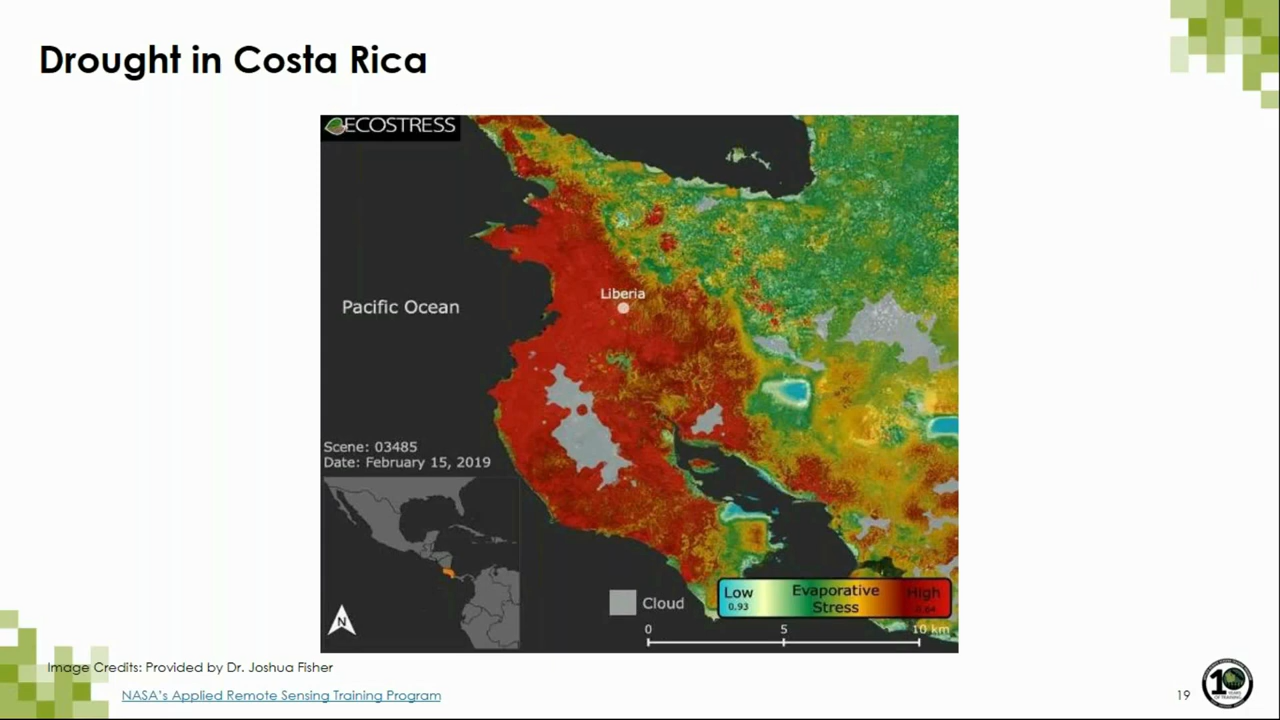 Drought in Costa Rica
ECOSTRESS
Liberia
Pacific Ocean
Scene: 03485
Date: February 15, 2019
N
Cloud
Low
Evaporative
Stress
High
0.93
0 5 10 km
Image Credits: Provided by Dr. Joshua Fisher
NASA's Applied Remote Sensing Training Program
19
10